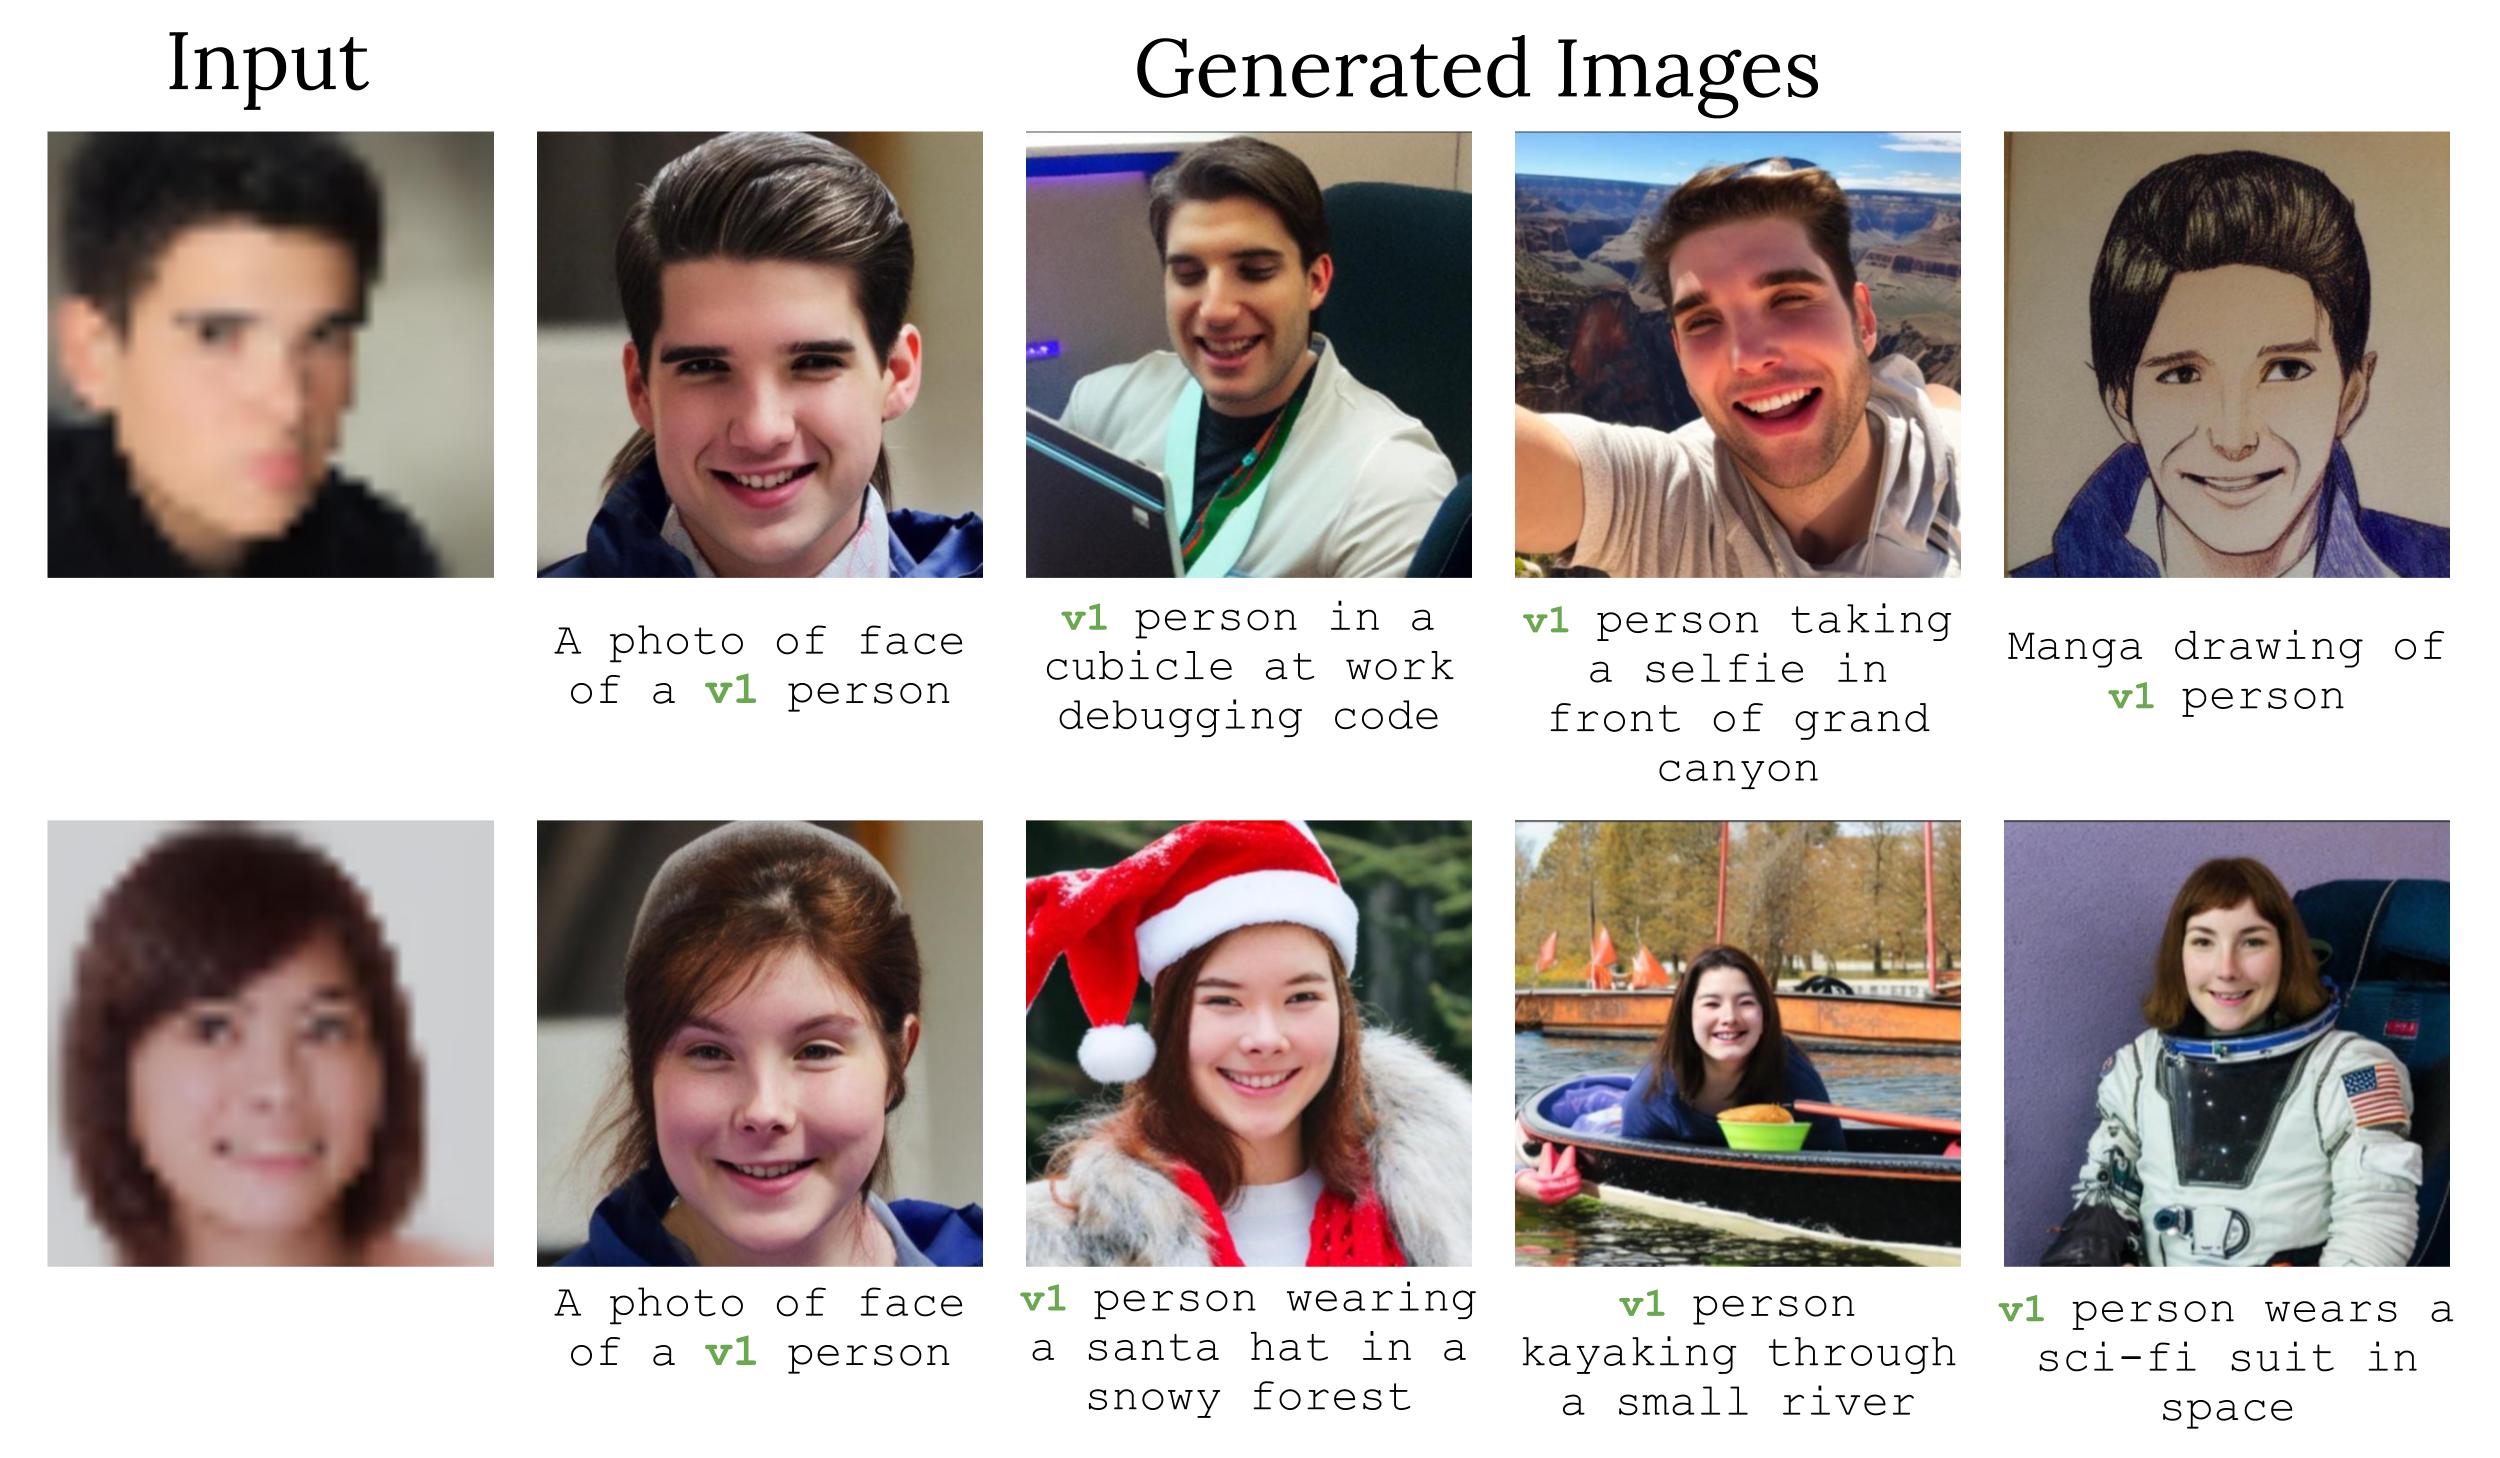 Input
Generated Images
A photo of face
of a v1 person
v1 person in a
cubicle at work
debugging code
v1 person taking
a selfie in
front of grand
canyon
Manga drawing of
v1 person
A photo of face
of a v1 person
v1 person wearing
a santa hat in a
snowy forest
v1 person
kayaking through
a small river
v1 person wears a
sci-fi suit in
space